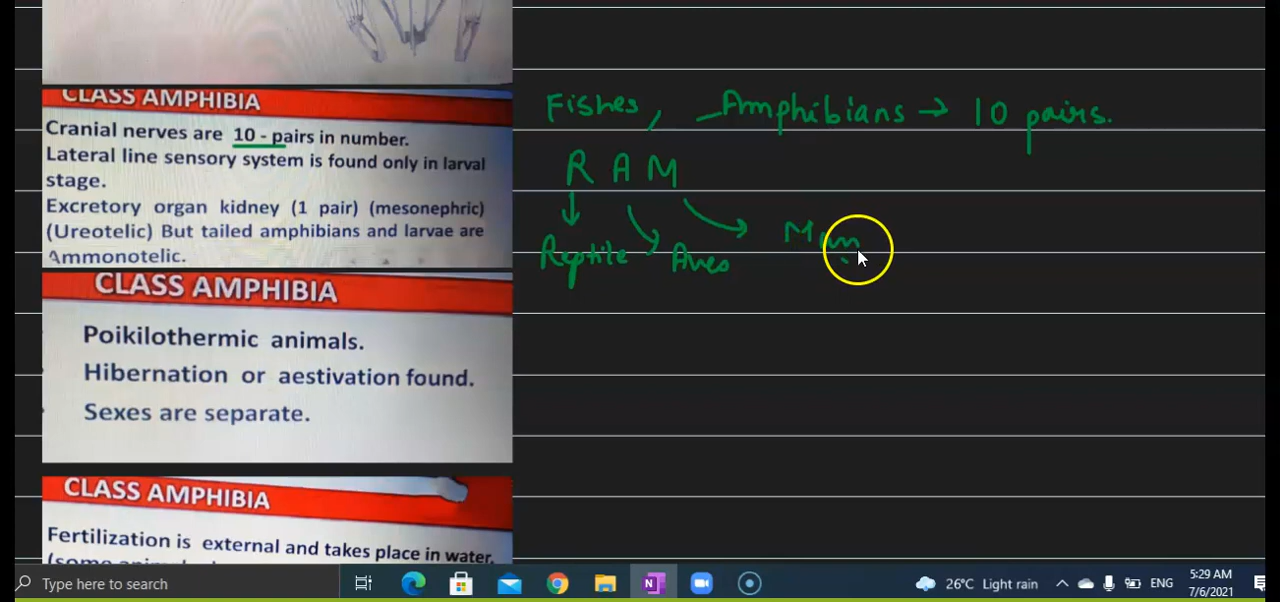 CLASS AMPHIBIA
Cranial nerves are 10 - pairs in number.
Lateral line sensory system is found only in larval
stage.
Excretory organ kidney (1 pair) (mesonephric)
(Ureotelic) But tailed amphibians and larvae are
Ammonotelic.
CLASS AMPHIBIA
Poikilothermic animals.
Hibernation or aestivation found.
Sexes are separate.
CLASS AMPHIBIA
Fertilization is external and takes place in water.
Fishes, Amphibians → 10 pairs.
R A M
Reptile Aves Mam
Type here to search
26°C Light rain
ENG
5:29 AM
7/6/2021